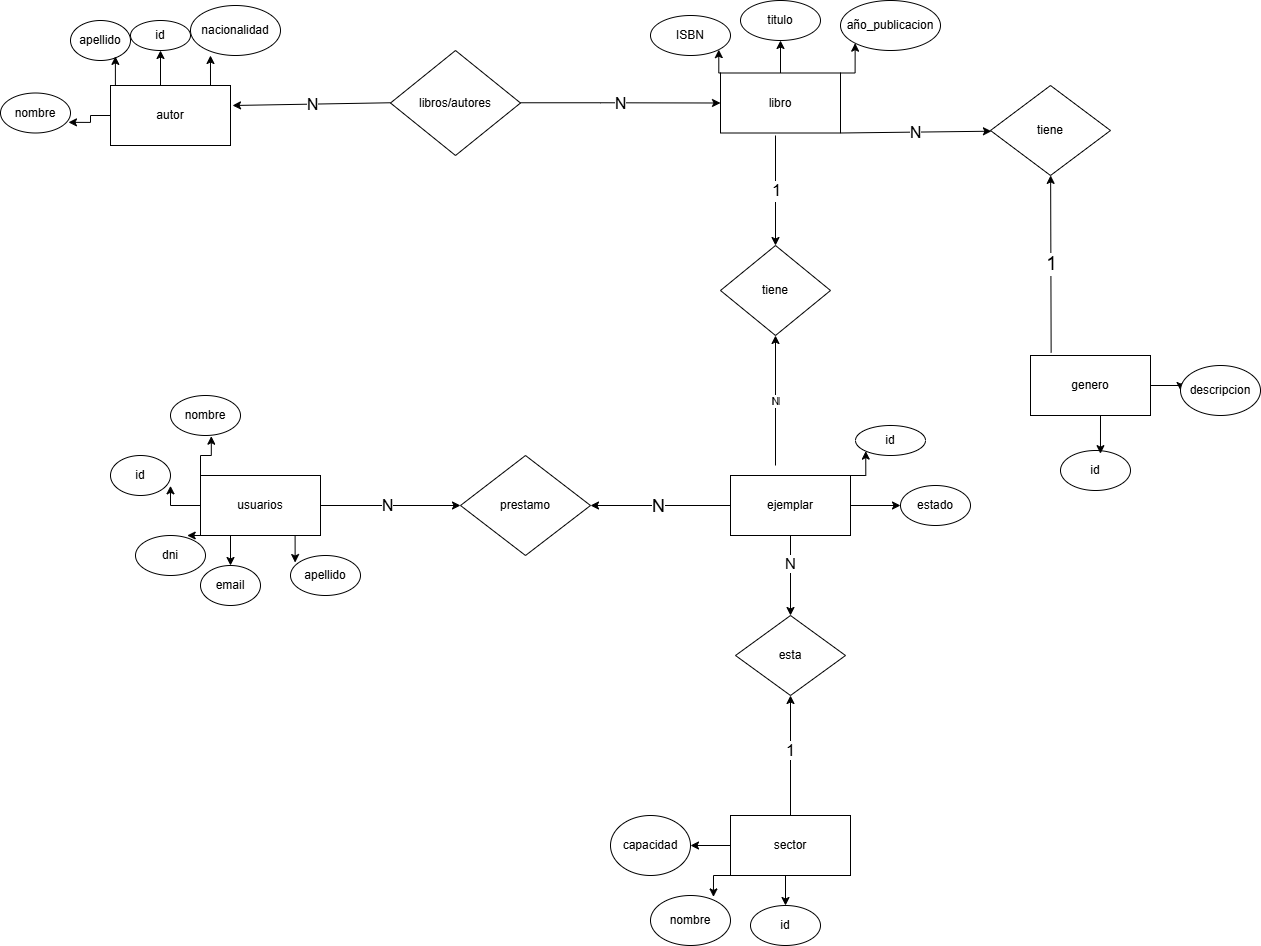 apellido
id
nacionalidad
nombre
autor
N
libros/autores
N
ISBN
titulo
año_publicacion
libro
N
tiene
1
1
tiene
N
genero
descripcion
id
nombre
id
usuarios
dni
email
apellido
N
prestamo
N
ejemplar
id
estado
N
esta
1
capacidad
sector
nombre
id